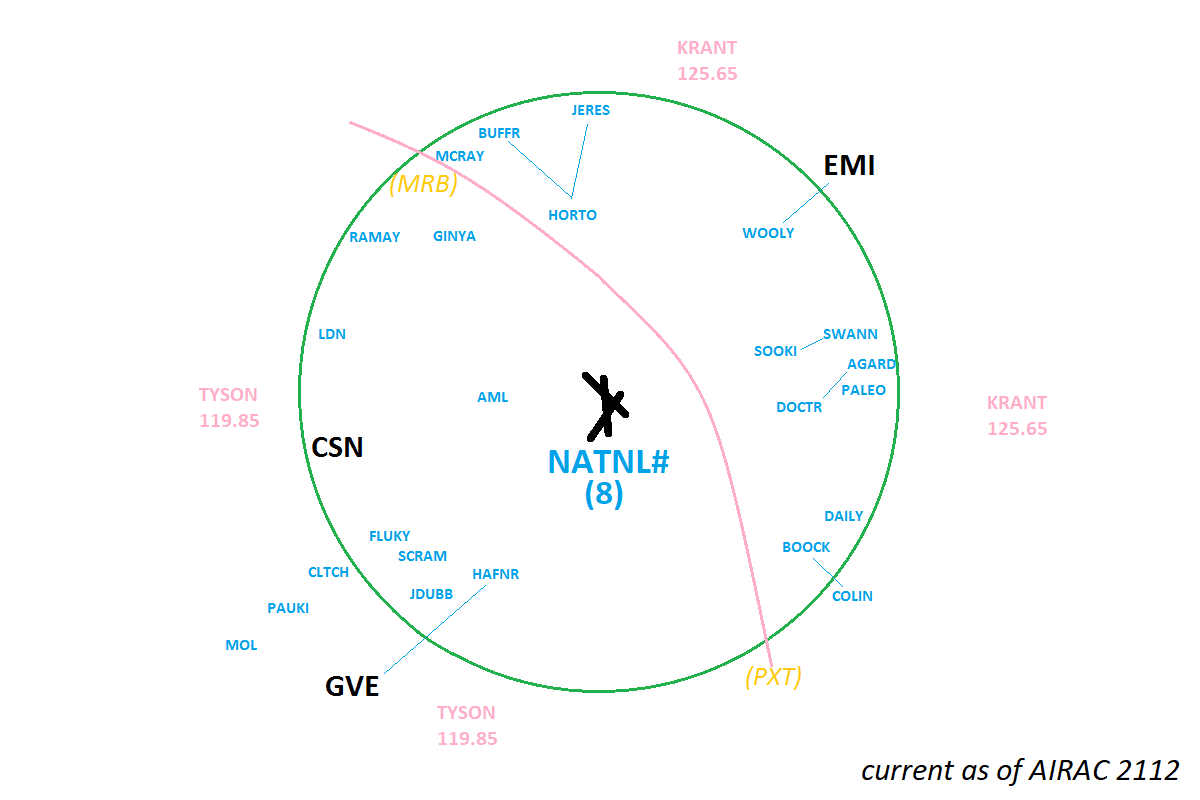 KRANT
125.65
JERES
BUFFR
MCRAY
EMI
(MRB)
HORTO
WOOLY
RAMAY
GINYA
LDN
SWANN
SOOKI
AGARD
PALEO
TYSON
119.85
AML
DOCTR
KRANT
125.65
CSN
NATNL#
(8)
DAILY
FLUKY
BOOCK
SCRAM
CLTCH
HAFNR
JDUBB
COLIN
PAUKI
MOL
GVE
(PXT)
TYSON
119.85
current as of AIRAC 2112